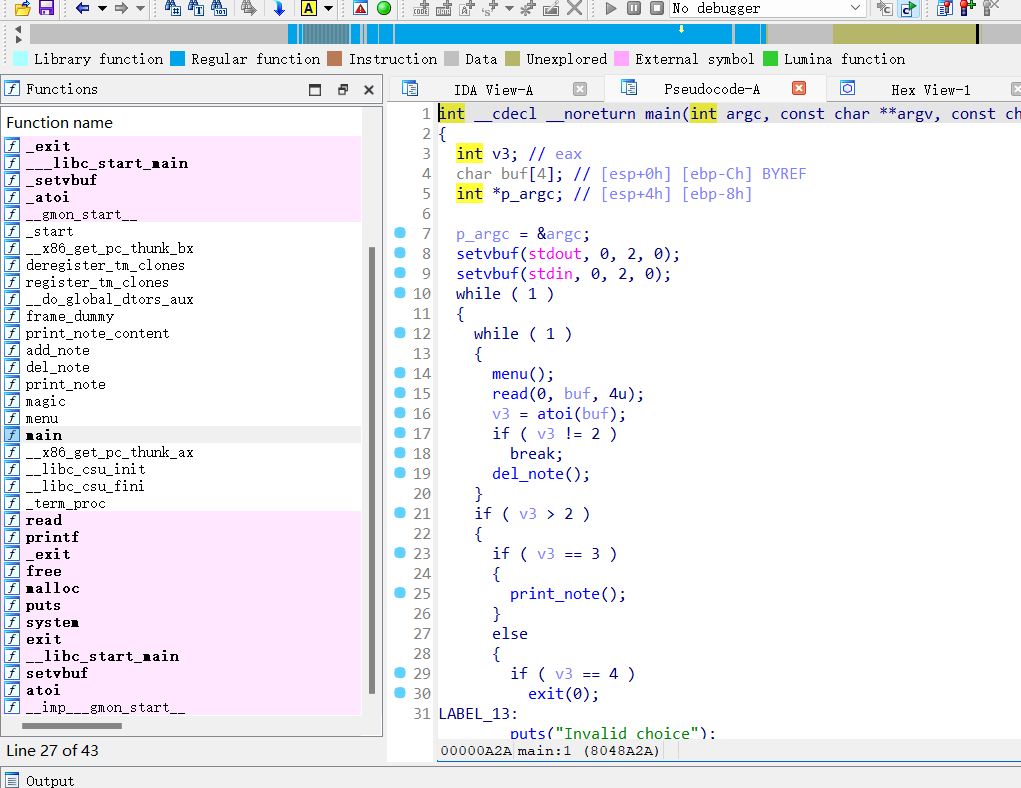 No debugger
Library function Regular function Instruction Data Unexplored External symbol Lumina function
Functions
IDA View-A Pseudocode-A Hex View-1
Function name
_exit
___libc_start_main
_setvbuf
_atoi
__gmon_start__
_start
__x86_get_pc_thunk_bx
deregister_tm_clones
register_tm_clones
__do_global_dtors_aux
frame_dummy
print_note_content
add_note
del_note
print_note
magic
menu
main
__x86_get_pc_thunk_ax
__libc_csu_init
__libc_csu_fini
_term_proc
read
printf
_exit
free
malloc
puts
system
exit
__libc_start_main
setvbuf
atoi
__imp___gmon_start__
Line 27 of 43
1 int __cdecl __noreturn main(int argc, const char **argv, const ch
2 {
3 int v3; // eax
4 char buf[4]; // [esp+0h] [ebp-Ch] BYREF
5 int *p_argc; // [esp+4h] [ebp-8h]
6
7 p_argc = &argc;
8 setvbuf(stdout, 0, 2, 0);
9 setvbuf(stdin, 0, 2, 0);
10 while ( 1 )
11 {
12 while ( 1 )
13 {
14 menu();
15 read(0, buf, 4u);
16 v3 = atoi(buf);
17 if ( v3 != 2 )
18 break;
19 del_note();
20 }
21 if ( v3 > 2 )
22 {
23 if ( v3 == 3 )
24 {
25 print_note();
26 }
27 else
28 {
29 if ( v3 == 4 )
30 exit(0);
31 LABEL_13:
puts("Invalid choice");
00000A2A main:1 (8048A2A)
Output